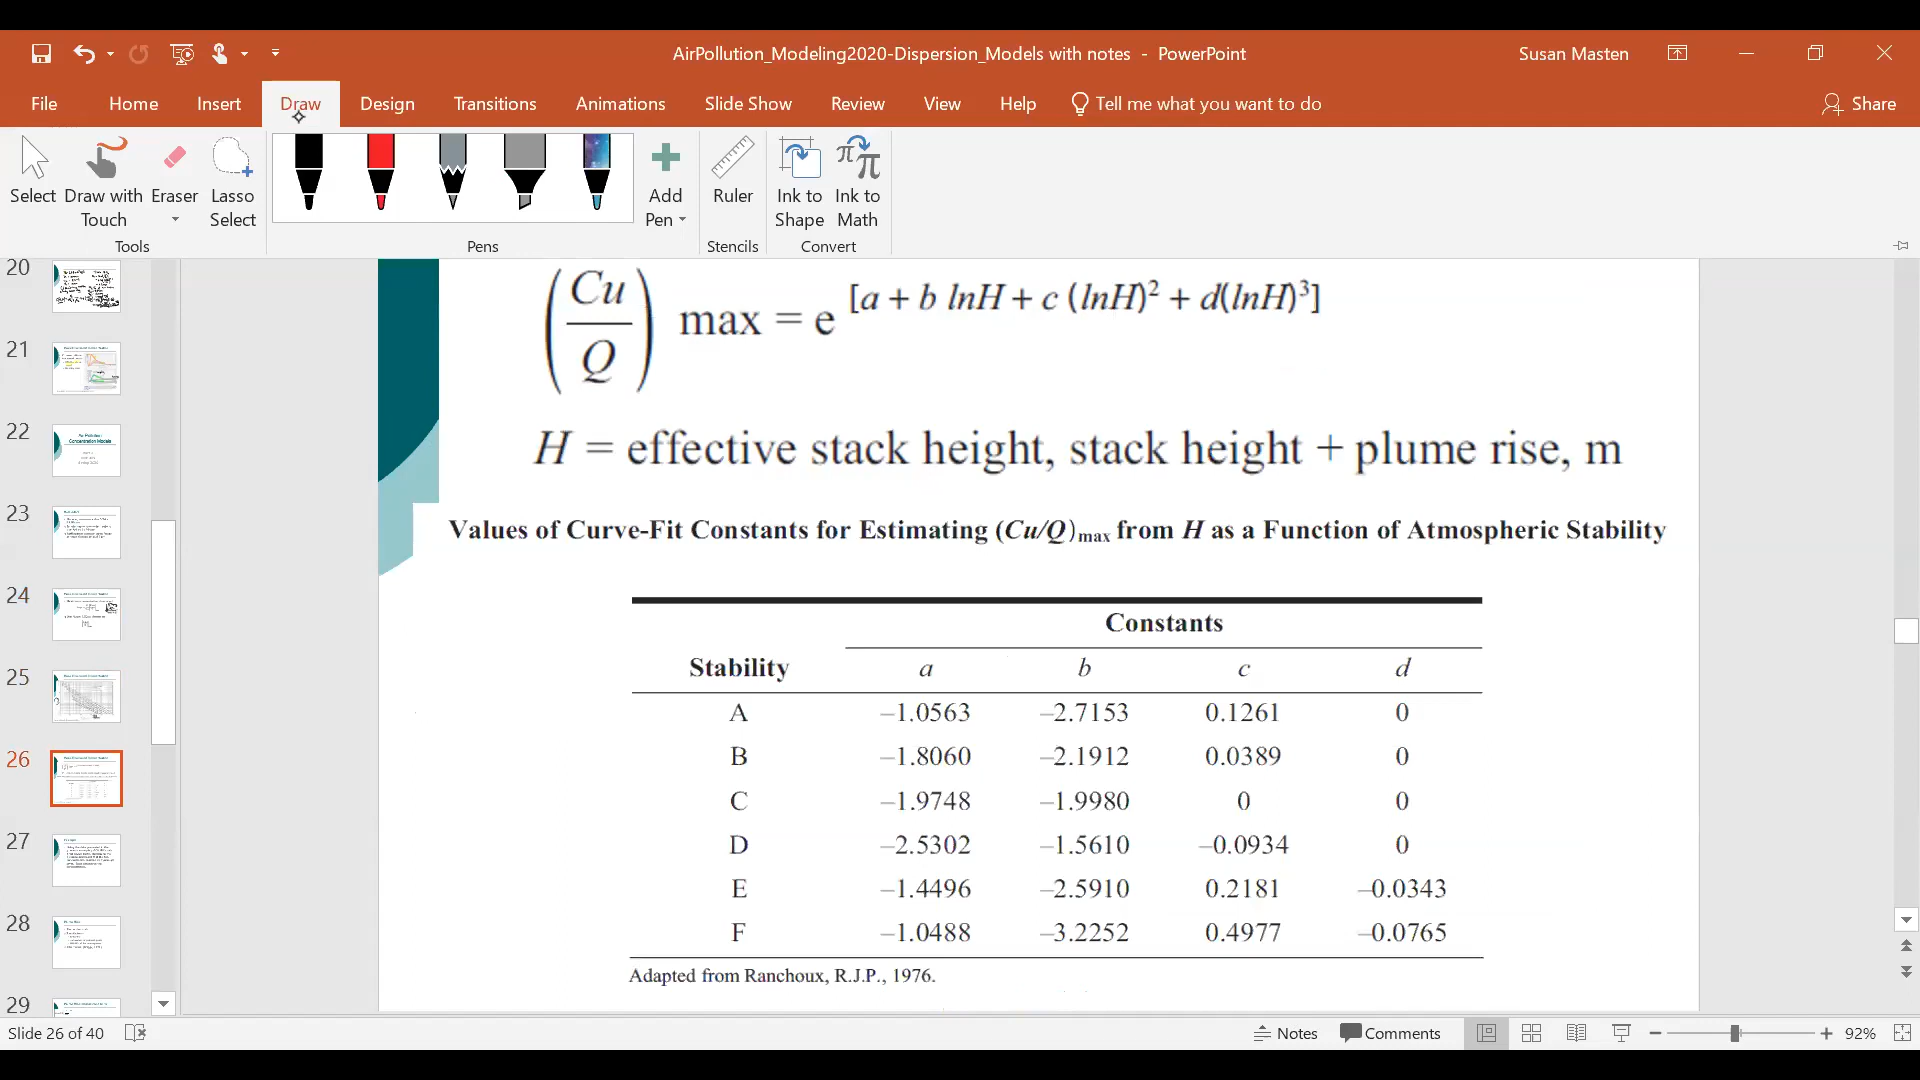 AirPollution_Modeling2020-Dispersion_Models with notes - PowerPoint
Susan Masten
File Home Insert Draw Design Transitions Animations Slide Show Review View Help Tell me what you want to do Share
Select
Draw with Touch
Eraser
Lasso Select
Add Pen
Ruler
Ink to Shape
Ink to Math
Tools Pens Stencils Convert
20
21
22
Air Pollution
Concentration Models
23
24
25
26
27
28
29
(Cu/Q) max = e [a + b lnH + c (lnH)² + d(lnH)³]
H = effective stack height, stack height + plume rise, m
Values of Curve-Fit Constants for Estimating (Cu/Q)max from H as a Function of Atmospheric Stability
Constants
Stability a b c d
A –1.0563 –2.7153 0.1261 0
B –1.8060 –2.1912 0.0389 0
C –1.9748 –1.9980 0 0
D –2.5302 –1.5610 –0.0934 0
E –1.4496 –2.5910 0.2181 –0.0343
F –1.0488 –3.2252 0.4977 –0.0765
Adapted from Ranchoux, R.J.P., 1976.
Slide 26 of 40 Notes Comments 92%